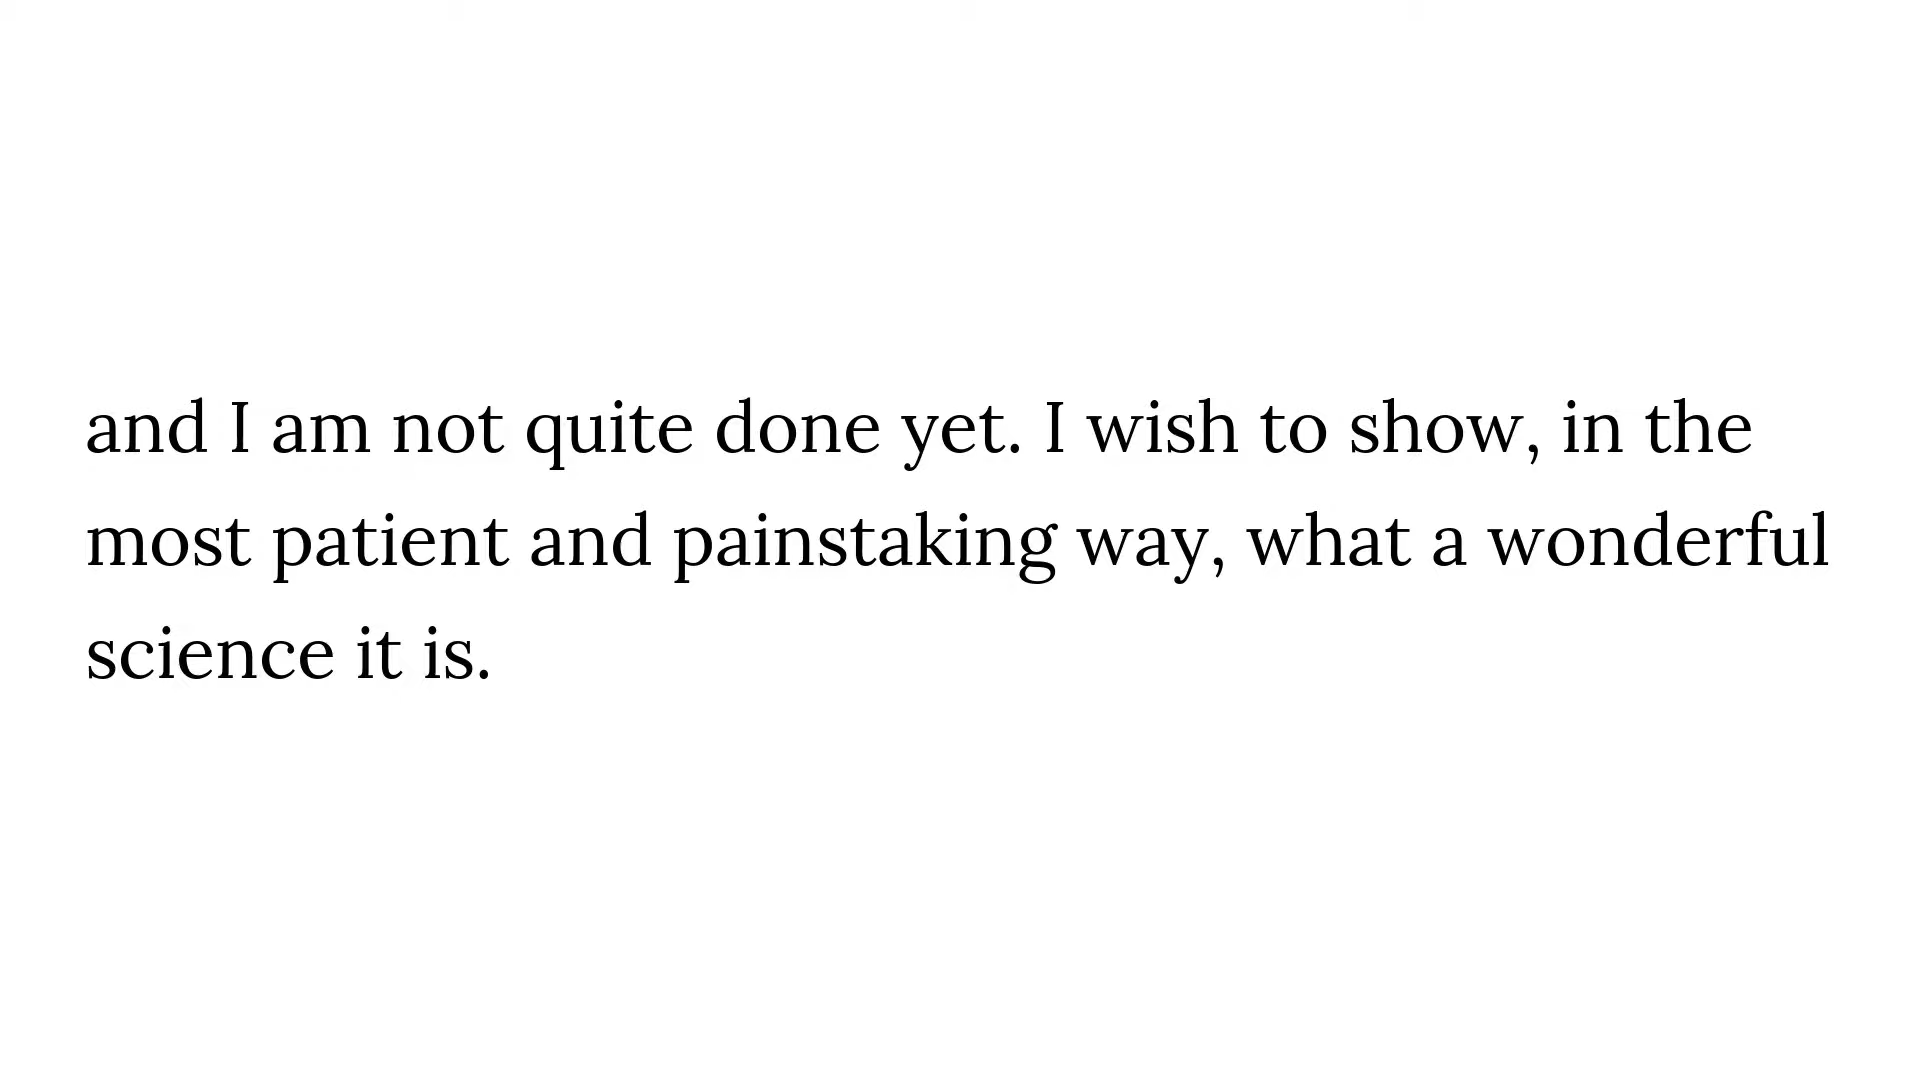 and I am not quite done yet. I wish to show, in the
most patient and painstaking way, what a wonderful
science it is.